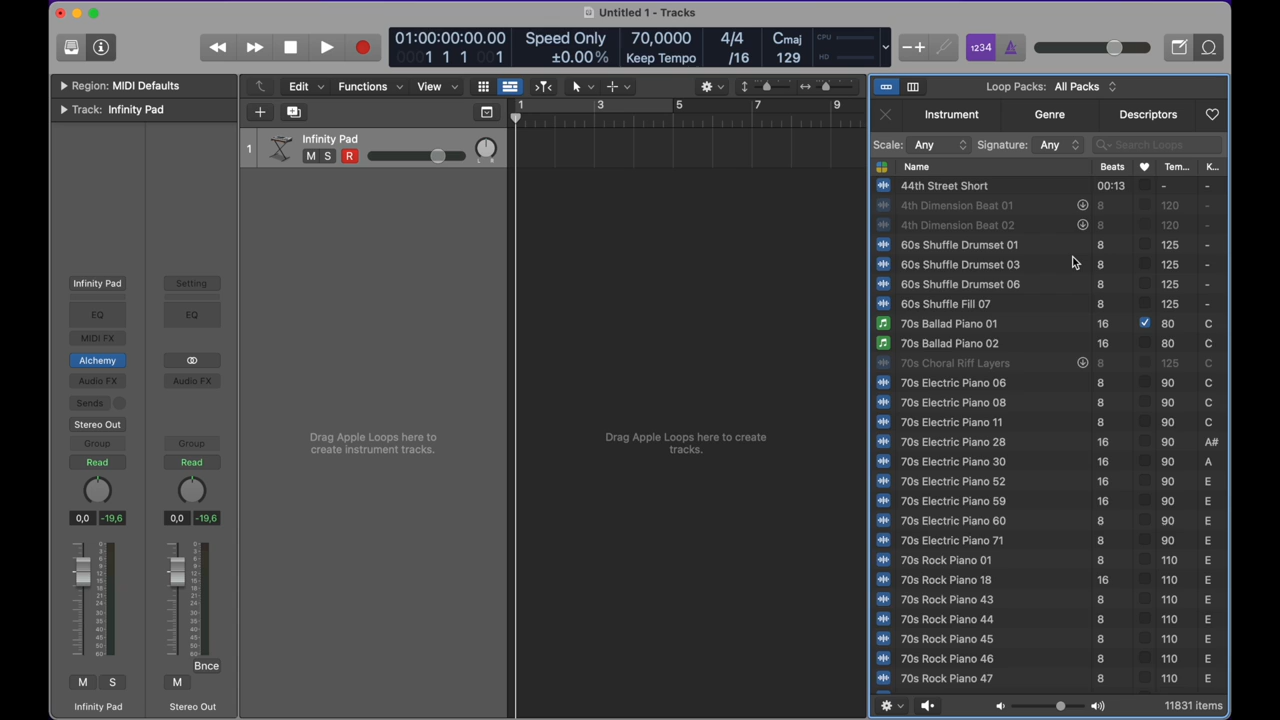 Untitled 1 - Tracks
01:00:00:00.00
1 1 1 1
Speed Only
±0.00%
70,0000
Keep Tempo
4/4
/16
Cmaj
129
CPU
HD
1234
Region: MIDI Defaults
Track: Infinity Pad
Edit
Functions
View
1 3 5 7 9
1
Infinity Pad
M S R
L R
Drag Apple Loops here to
create instrument tracks.
Drag Apple Loops here to create
tracks.
Infinity Pad
Setting
EQ
EQ
MIDI FX
Alchemy
Audio FX
Audio FX
Sends
Stereo Out
Group
Group
Read
Read
0,0 -19,6
0,0 -19,6
Bnce
M S
M
Infinity Pad
Stereo Out
Loop Packs: All Packs
Instrument
Genre
Descriptors
Scale: Any
Signature: Any
Search Loops
Name Beats Tem... K...
44th Street Short 00:13 - -
4th Dimension Beat 01 8 120 -
4th Dimension Beat 02 8 120 -
60s Shuffle Drumset 01 8 125 -
60s Shuffle Drumset 03 8 125 -
60s Shuffle Drumset 06 8 125 -
60s Shuffle Fill 07 8 125 -
70s Ballad Piano 01 16 80 C
70s Ballad Piano 02 16 80 C
70s Choral Riff Layers 8 125 C
70s Electric Piano 06 8 90 C
70s Electric Piano 08 8 90 C
70s Electric Piano 11 8 90 C
70s Electric Piano 28 16 90 A#
70s Electric Piano 30 16 90 A
70s Electric Piano 52 16 90 E
70s Electric Piano 59 16 90 E
70s Electric Piano 60 8 90 E
70s Electric Piano 71 8 90 E
70s Rock Piano 01 8 110 E
70s Rock Piano 18 16 110 E
70s Rock Piano 43 8 110 E
70s Rock Piano 44 8 110 E
70s Rock Piano 45 8 110 E
70s Rock Piano 46 8 110 E
70s Rock Piano 47 8 110 E
11831 items